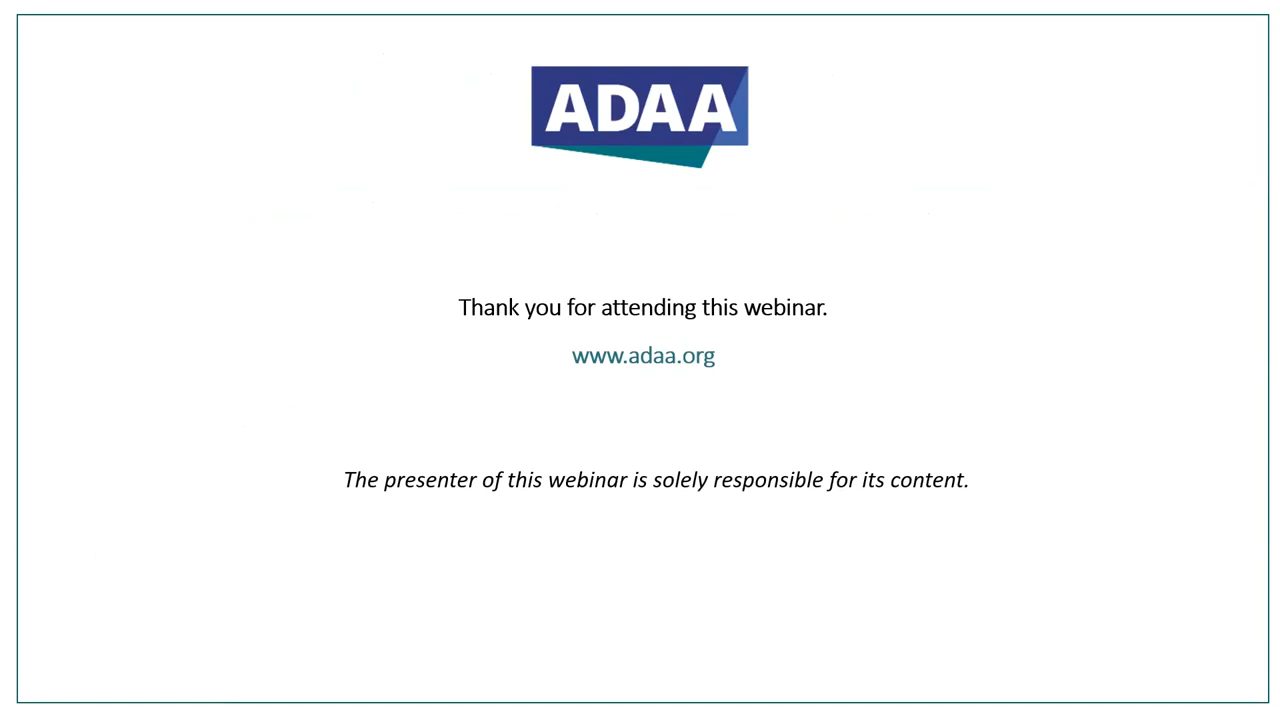 ADAA
Thank you for attending this webinar.
www.adaa.org
The presenter of this webinar is solely responsible for its content.